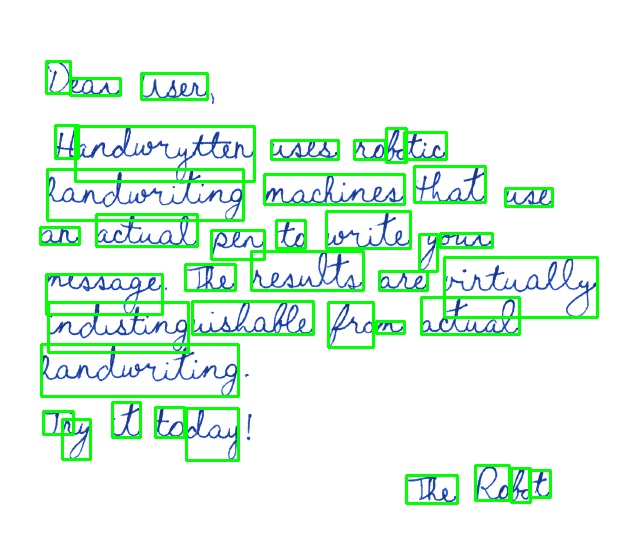 Dear User,
Handwrytten uses robotic
handwriting machines that use
an actual pen to write your
message. The results are virtually
indistinguishable from actual
handwriting.
Try it today!
The Robot